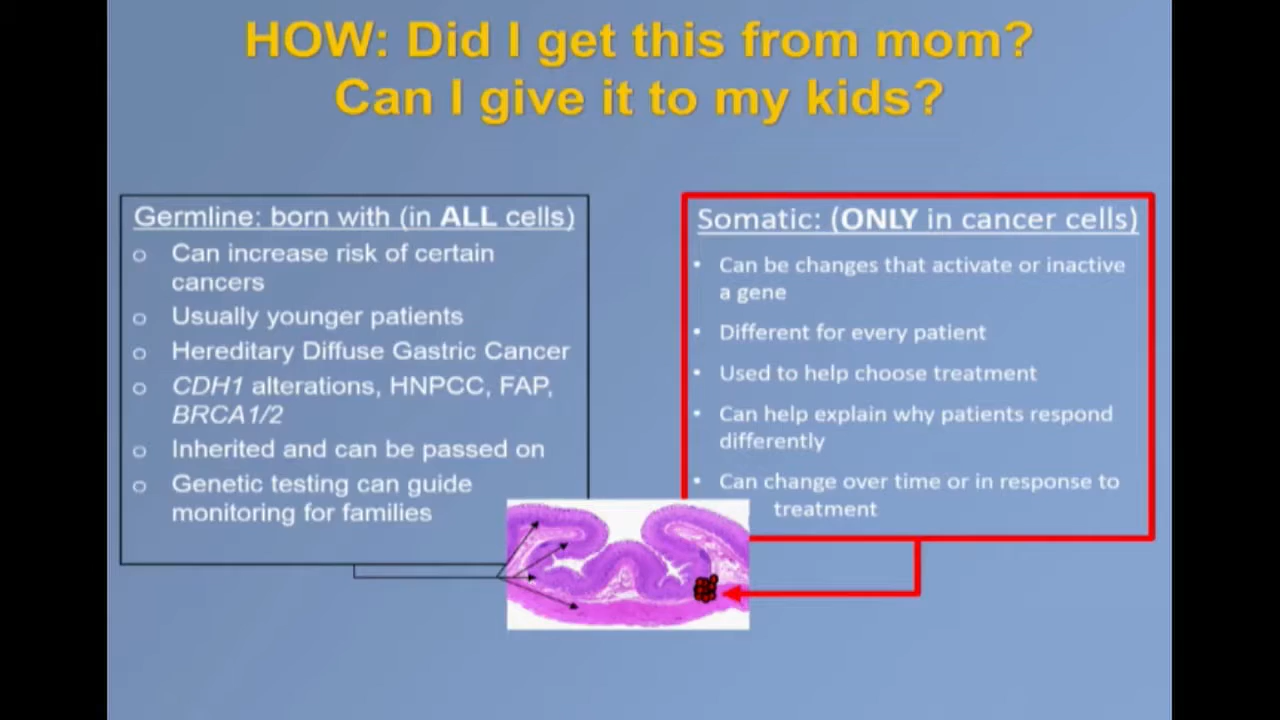 HOW: Did I get this from mom?
Can I give it to my kids?
Germline: born with (in ALL cells)
o Can increase risk of certain
cancers
o Usually younger patients
o Hereditary Diffuse Gastric Cancer
o CDH1 alterations, HNPCC, FAP,
BRCA1/2
o Inherited and can be passed on
o Genetic testing can guide
monitoring for families
Somatic: (ONLY in cancer cells)
• Can be changes that activate or inactive
a gene
• Different for every patient
• Used to help choose treatment
• Can help explain why patients respond
differently
• Can change over time or in response to
treatment